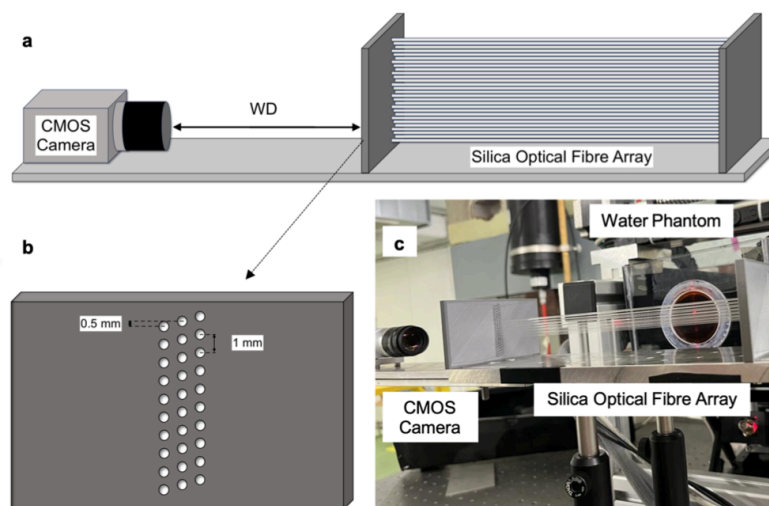 a
CMOS
Camera
WD
Silica Optical Fibre Array
b
0.5 mm
1 mm
c
Water Phantom
CMOS
Camera
Silica Optical Fibre Array